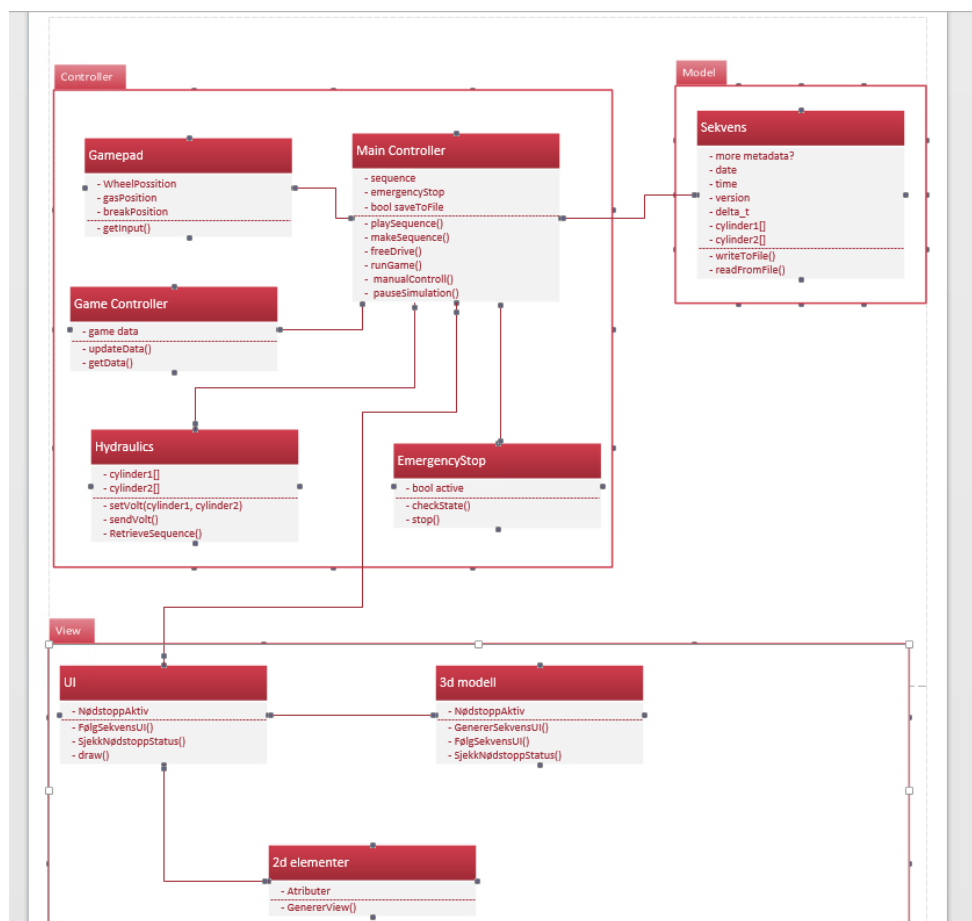 Controller
Gamepad
- WheelPossition
- gasPosition
- breakPosition
- getInput()
Main Controller
- sequence
- emergencyStop
- bool saveToFile
- playSequence()
- makeSequence()
- freeDrive()
- runGame()
- manualControll()
- pauseSimulation()
Game Controller
- game data
- updateData()
- getData()
Hydraulics
- cylinder1[]
- cylinder2[]
- setVolt(cylinder1, cylinder2)
- sendVolt()
- RetrieveSequence()
EmergencyStop
- bool active
- checkState()
- stop()
Model
Sekvens
- more metadata?
- date
- time
- version
- delta_t
- cylinder1[]
- cylinder2[]
- writeToFile()
- readFromFile()
View
UI
- NødstoppAktiv
- FølgSekvensUI()
- SjekkNødstoppStatus()
- draw()
3d modell
- NødstoppAktiv
- GenererSekvensUI()
- FølgSekvensUI()
- SjekkNødstoppStatus()
2d elementer
- Atributer
- GenererView()